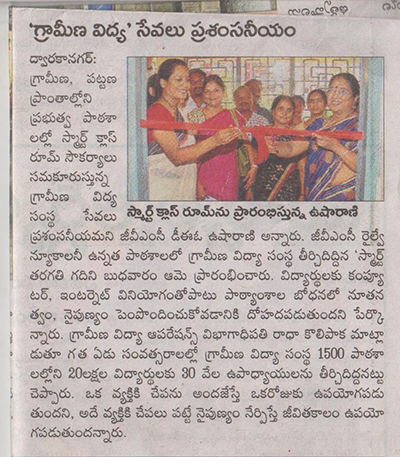 'గ్రామీణ విద్య' సేవలు ప్రశంసనీయం
ద్వారకానగర్:
గ్రామీణ, పట్టణ
ప్రాంతాల్లోని
ప్రభుత్వ పాఠశా
లల్లో స్మార్ట్ క్లాస్
రూమ్ సౌకర్యాలు
సమకూరుస్తున్న
గ్రామీణ విద్యా
సంస్థ సేవలు
స్మార్ట్ క్లాస్ రూమ్‌ను ప్రారంభిస్తున్న ఉషారాణి
ప్రశంసనీయమని జీవీఎంసీ డీఈఓ ఉషారాణి అన్నారు. జీవీఎంసీ రైల్వే
న్యూకాలనీ ఉన్నత పాఠశాలలో గ్రామీణ విద్యా సంస్థ తీర్చిదిద్దిన 'స్మార్ట్'
తరగతి గదిని బుధవారం ఆమె ప్రారంభించారు. విద్యార్థులకు కంప్యూ
టర్, ఇంటర్నెట్ వినియోగంతోపాటు పాఠ్యాంశాల బోధనలో నూతన
త్వం, నైపుణ్యం పెంపొందించుకోవడానికి దోహదపడుతుందని పేర్కొ
న్నారు. గ్రామీణ విద్యా ఆపరేషన్స్ విభాగాధిపతి రాధా కొలిపాక మాట్లా
డుతూ గత ఏడు సంవత్సరాలల్లో గ్రామీణ విద్యా సంస్థ 1500 పాఠశా
లల్లోని 20లక్షల విద్యార్థులకు 30 వేల ఉపాధ్యాయులను తీర్చిదిద్దినట్టు
చెప్పారు. ఒక వ్యక్తికి చేపను అందజేస్తే ఒకరోజుకు ఉపయోగపడు
తుందని, అదే వ్యక్తికి చేపలు పట్టే నైపుణ్యం నేర్పిస్తే జీవితకాలం ఉపయో
గపడుతుందన్నారు.